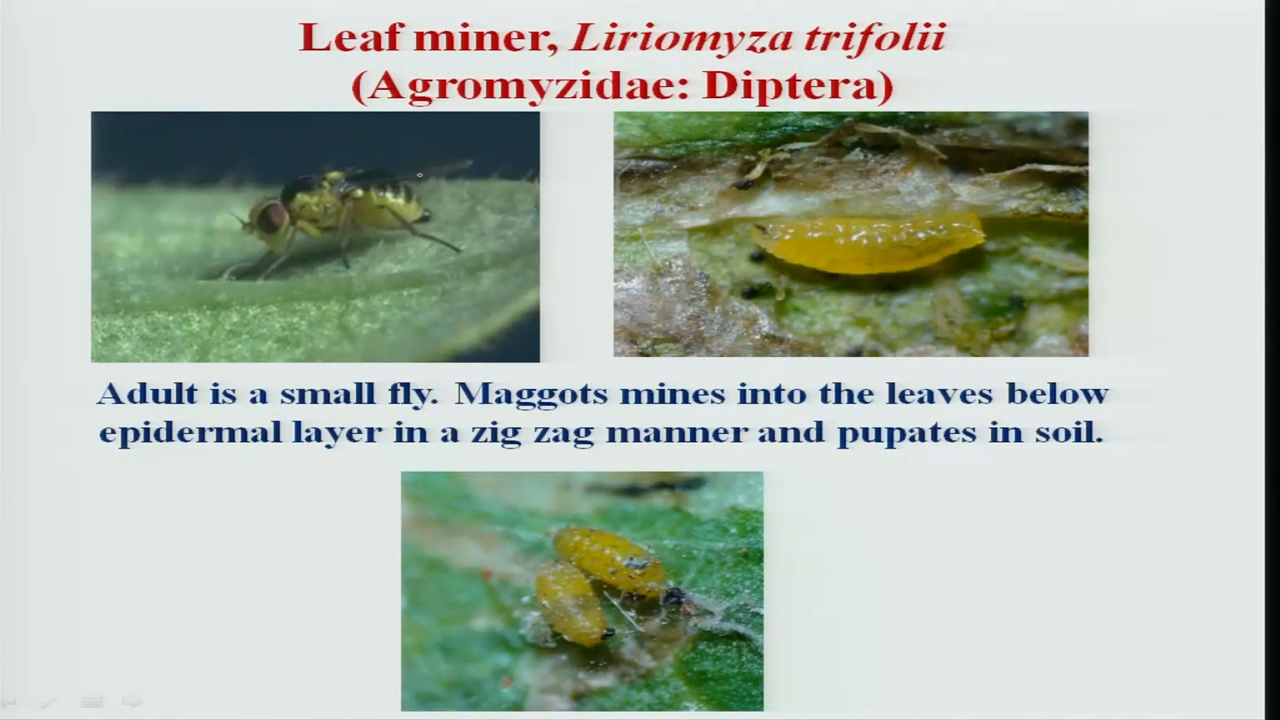 Leaf miner, Liriomyza trifolii
(Agromyzidae: Diptera)
Adult is a small fly. Maggots mines into the leaves below
epidermal layer in a zig zag manner and pupates in soil.